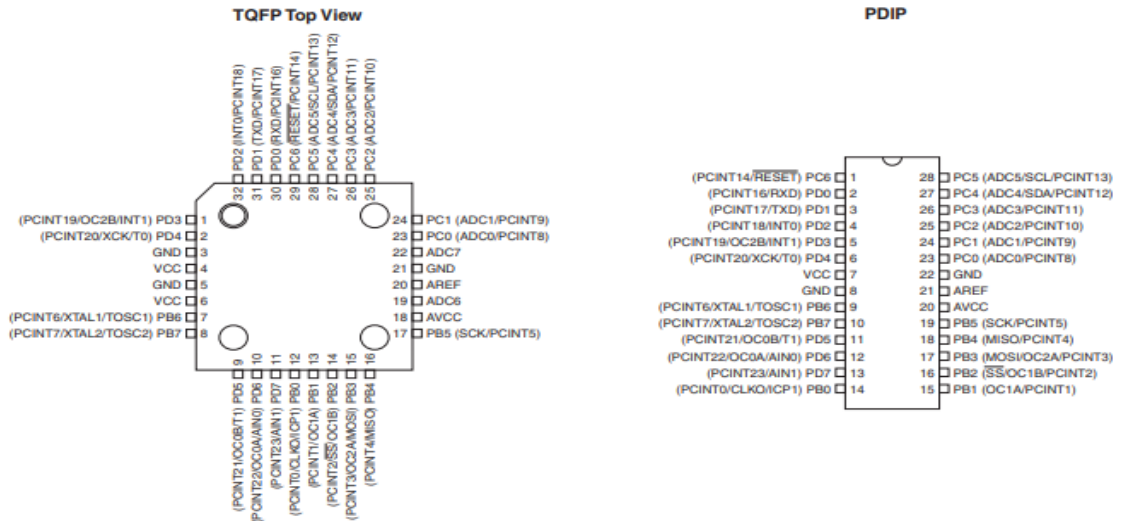 TQFP Top View
PD2 (INT0/PCINT18)
PD1 (TXD/PCINT17)
PD0 (RXD/PCINT16)
PC6 (RESET/PCINT14)
PC5 (ADC5/SCL/PCINT13)
PC4 (ADC4/SDA/PCINT12)
PC3 (ADC3/PCINT11)
PC2 (ADC2/PCINT10)
32
31
30
29
28
27
26
25
(PCINT19/OC2B/INT1) PD3 1
(PCINT20/XCK/T0) PD4 2
GND 3
VCC 4
GND 5
VCC 6
(PCINT6/XTAL1/TOSC1) PB6 7
(PCINT7/XTAL2/TOSC2) PB7 8
24 PC1 (ADC1/PCINT9)
23 PC0 (ADC0/PCINT8)
22 ADC7
21 GND
20 AREF
19 ADC6
18 AVCC
17 PB5 (SCK/PCINT5)
9
10
11
12
13
14
15
16
(PCINT21/OC0B/T1) PD5
(PCINT22/OC0A/AIN0) PD6
(PCINT23/AIN1) PD7
(PCINT0/CLKO/ICP1) PB0
(PCINT1/OC1A) PB1
(PCINT2/SS/OC1B) PB2
(PCINT3/OC2A/MOSI) PB3
(PCINT4/MISO) PB4
PDIP
(PCINT14/RESET) PC6 1
(PCINT16/RXD) PD0 2
(PCINT17/TXD) PD1 3
(PCINT18/INT0) PD2 4
(PCINT19/OC2B/INT1) PD3 5
(PCINT20/XCK/T0) PD4 6
VCC 7
GND 8
(PCINT6/XTAL1/TOSC1) PB6 9
(PCINT7/XTAL2/TOSC2) PB7 10
(PCINT21/OC0B/T1) PD5 11
(PCINT22/OC0A/AIN0) PD6 12
(PCINT23/AIN1) PD7 13
(PCINT0/CLKO/ICP1) PB0 14
28 PC5 (ADC5/SCL/PCINT13)
27 PC4 (ADC4/SDA/PCINT12)
26 PC3 (ADC3/PCINT11)
25 PC2 (ADC2/PCINT10)
24 PC1 (ADC1/PCINT9)
23 PC0 (ADC0/PCINT8)
22 GND
21 AREF
20 AVCC
19 PB5 (SCK/PCINT5)
18 PB4 (MISO/PCINT4)
17 PB3 (MOSI/OC2A/PCINT3)
16 PB2 (SS/OC1B/PCINT2)
15 PB1 (OC1A/PCINT1)